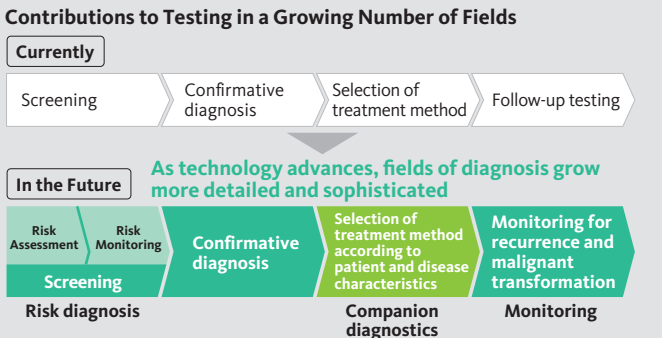 Contributions to Testing in a Growing Number of Fields
Currently
Screening
Confirmative
diagnosis
Selection of
treatment method
Follow-up testing
In the Future
As technology advances, fields of diagnosis grow
more detailed and sophisticated
Risk
Assessment
Risk
Monitoring
Screening
Confirmative
diagnosis
Selection of
treatment method
according to
patient and disease
characteristics
Monitoring for
recurrence and
malignant
transformation
Risk diagnosis
Companion
diagnostics
Monitoring